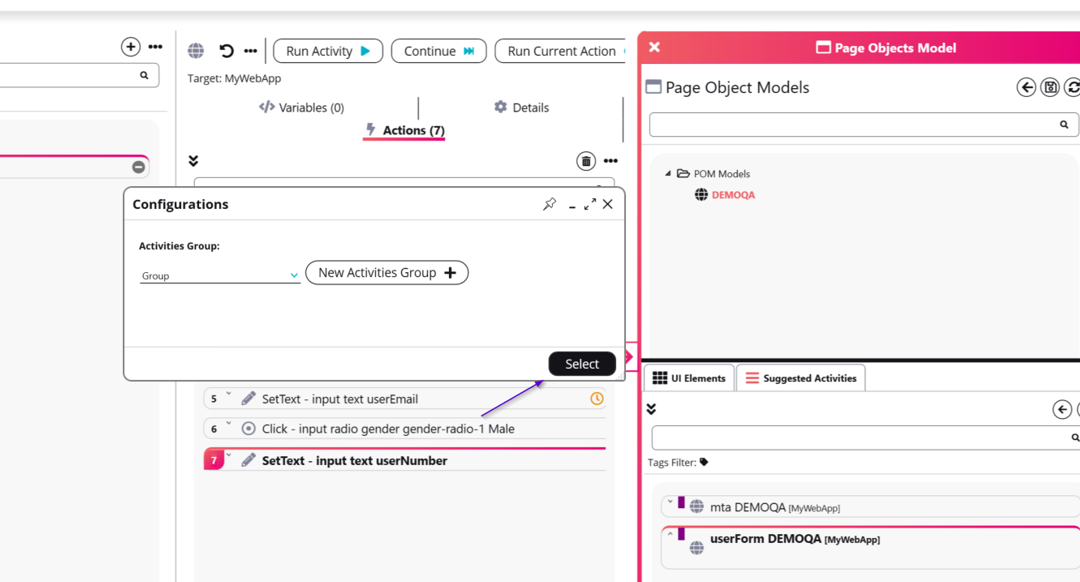 Run Activity
Continue
Run Current Action
Target: MyWebApp
Variables (0)
Details
Actions (7)
Configurations
Activities Group:
Group
New Activities Group
Select
5 SetText - input text userEmail
6 Click - input radio gender gender-radio-1 Male
7 SetText - input text userNumber
Page Objects Model
Page Object Models
POM Models
DEMOQA
UI Elements
Suggested Activities
Tags Filter:
mta DEMOQA [MyWebApp]
userForm DEMOQA [MyWebApp]